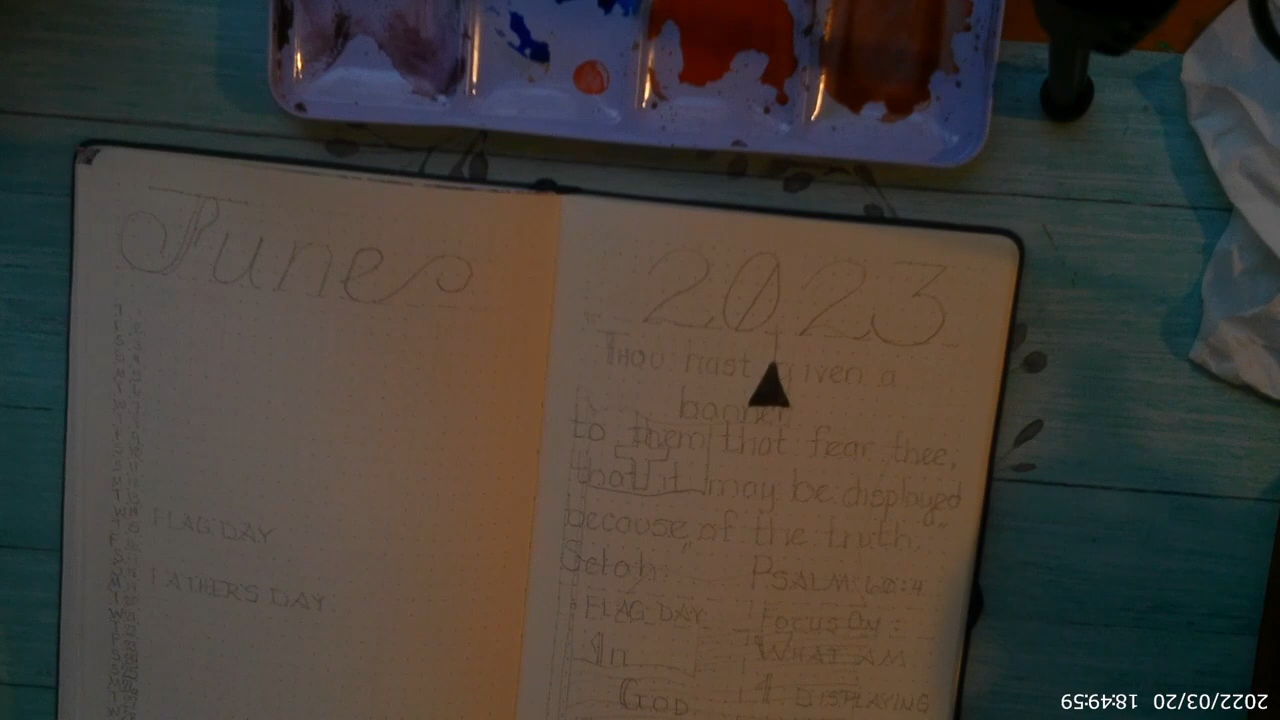 June
FLAG DAY
FATHER'S DAY
2023
"Thou hast given a
banner
to them that fear thee,
that it may be displayed
because of the truth."
Selah.
PSALM 60:4
FLAG DAY
In
God
Focus On:
WHAT AM
I DISPLAYING
2022/03/20 18:49:59